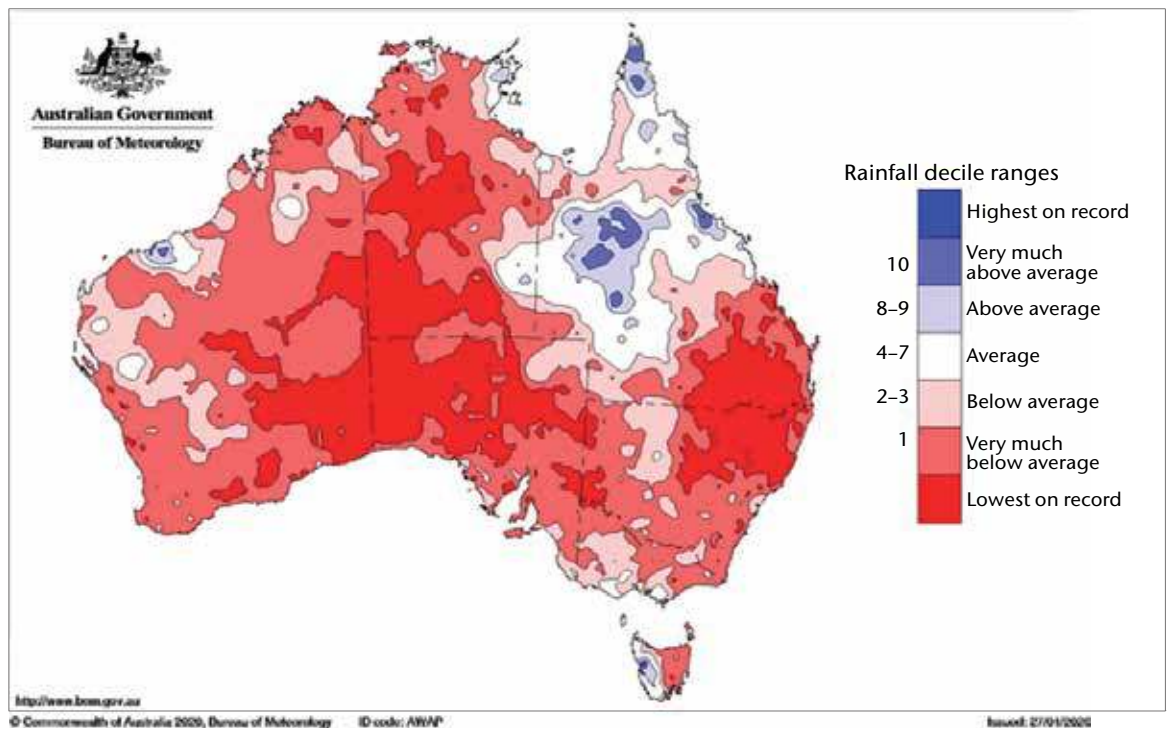 Australian Government
Bureau of Meteorology
Rainfall decile ranges
Highest on record
10
Very much
above average
8–9
Above average
4–7
Average
2–3
Below average
1
Very much
below average
Lowest on record
http://www.bom.gov.au
© Commonwealth of Australia 2020, Bureau of Meteorology
ID code: AWAP
Issued: 27/01/2020